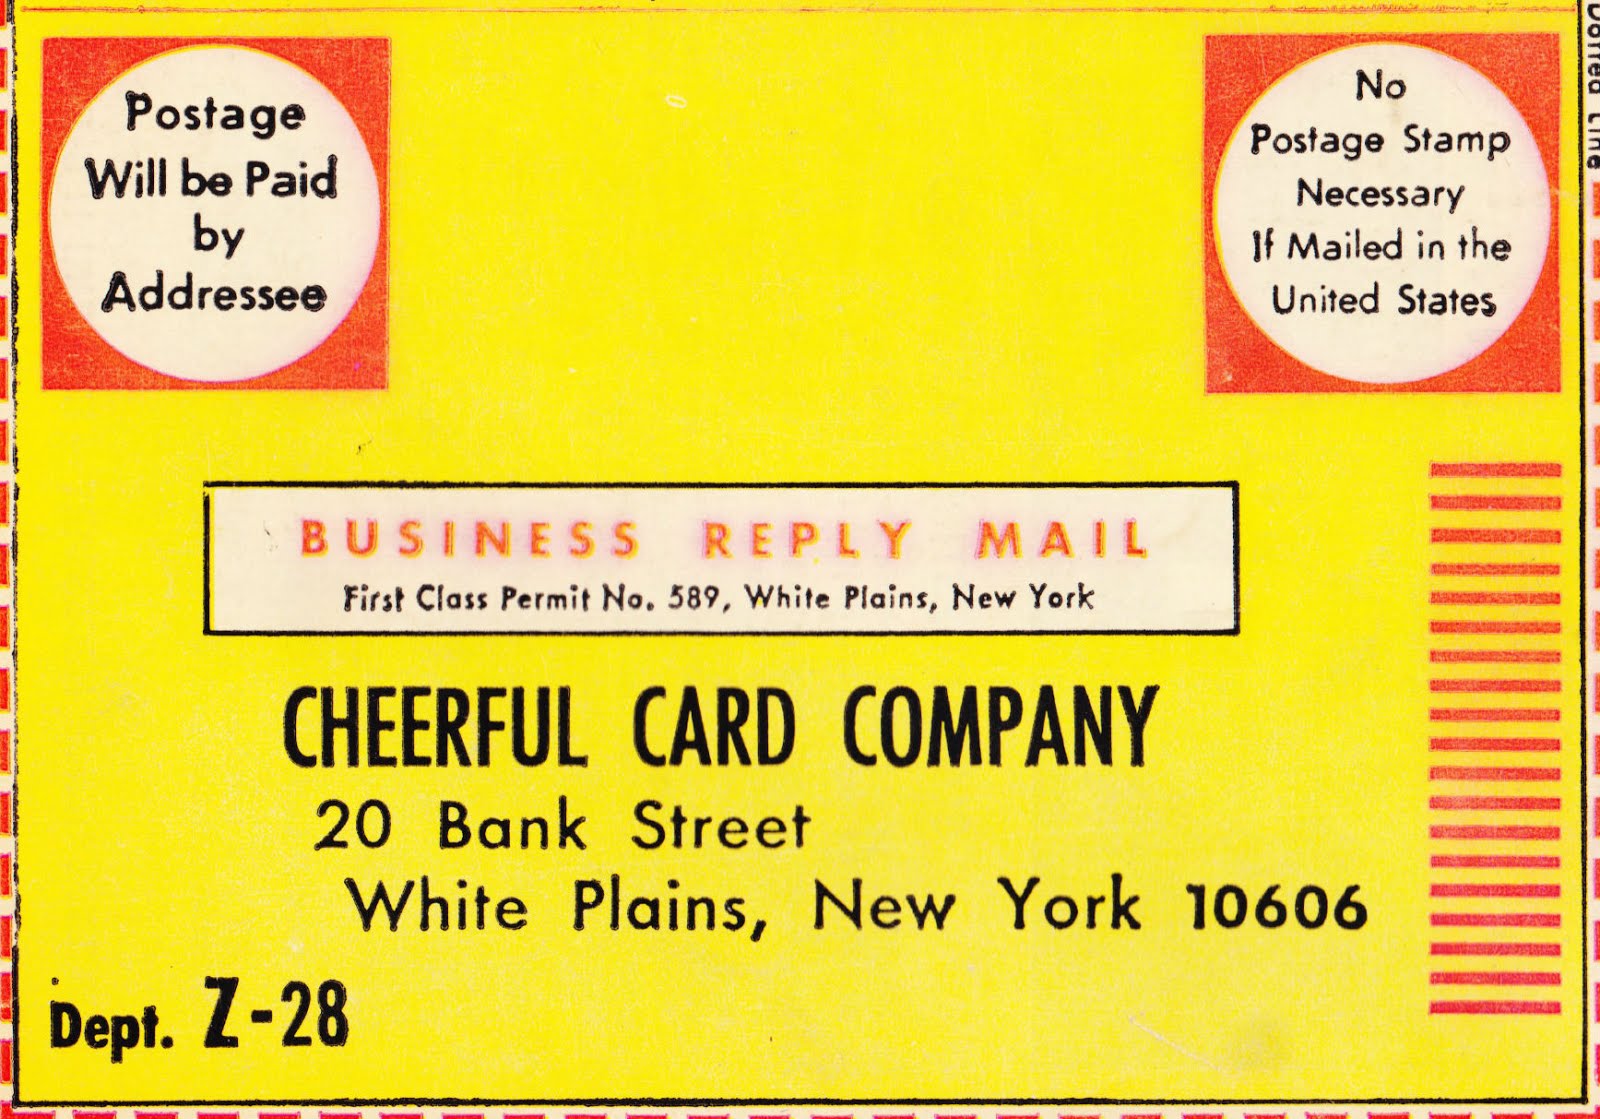 Postage
Will be Paid
by
Addressee
No
Postage Stamp
Necessary
If Mailed in the
United States
BUSINESS REPLY MAIL
First Class Permit No. 589, White Plains, New York
CHEERFUL CARD COMPANY
20 Bank Street
White Plains, New York 10606
Dept. Z-28
Dotted Line